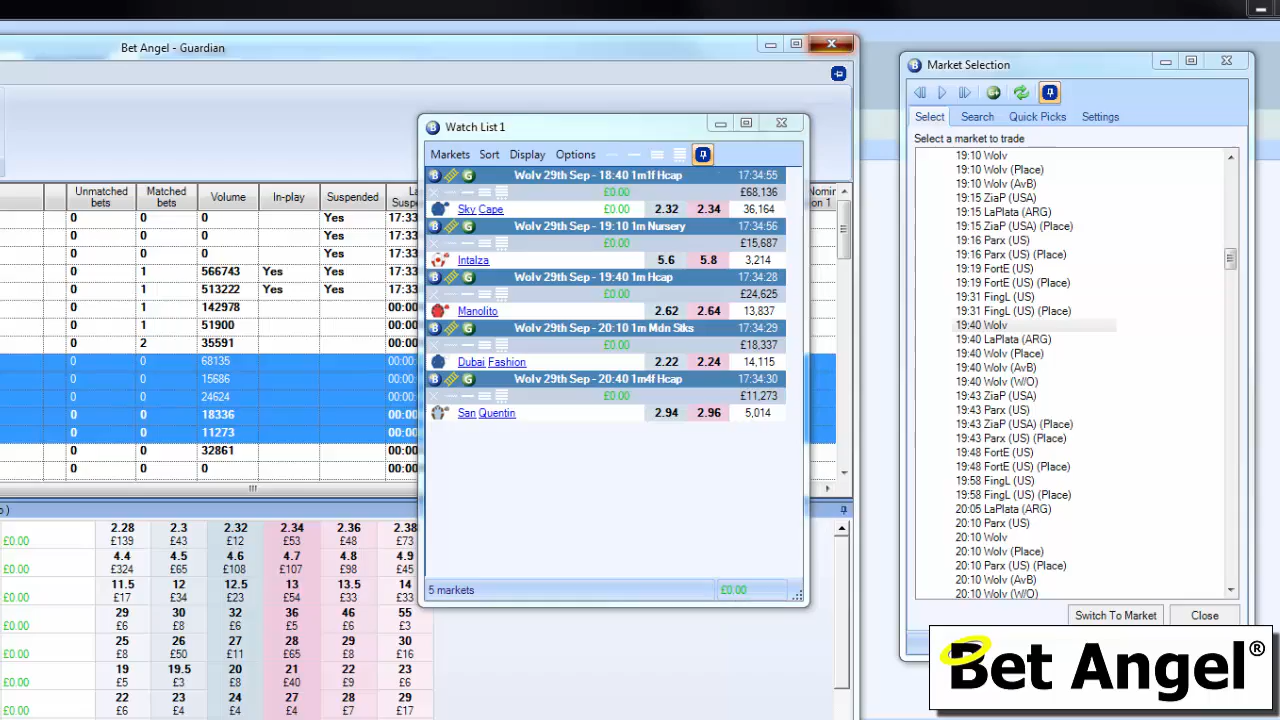 Bet Angel - Guardian
Unmatched bets Matched bets Volume In-play Suspended
0 0 0 Yes 17:33
0 0 0 Yes
0 0 0 Yes 17:33
0 1 566743 Yes Yes 17:33
0 1 513222 Yes Yes 17:33
0 1 142978 00:00
0 1 51900 00:00
0 2 35591 00:00
0 0 68135 00:00
0 0 15686 00:00
0 0 24624 00:00
0 0 18336 00:00
0 0 11273 00:00
0 0 32861 00:00
0 0 0
£0.00 2.28 2.3 2.32 2.34 2.36 2.38
£139 £43 £12 £53 £48 £73
£0.00 4.4 4.5 4.6 4.7 4.8 4.9
£324 £65 £108 £107 £98 £45
£0.00 11.5 12 12.5 13 13.5 14
£17 £34 £23 £54 £33 £33
£0.00 29 30 32 36 46 55
£6 £8 £6 £5 £6 £3
£0.00 25 26 27 28 29 30
£8 £50 £11 £65 £8 £16
£0.00 19 19.5 20 21 22 23
£5 £3 £8 £40 £9 £6
£0.00 22 23 24 27 28 29
£6 £4 £4 £4 £7 £17
Watch List 1
Markets Sort Display Options
Wolv 29th Sep - 18:40 1m1f Hcap 17:34:55
£0.00 £68,136
Sky Cape £0.00 2.32 2.34 36,164
Wolv 29th Sep - 19:10 1m Nursery 17:34:56
£0.00 £15,687
Intalza 5.6 5.8 3,214
Wolv 29th Sep - 19:40 1m Hcap 17:34:28
£0.00 £24,625
Manolito 2.62 2.64 13,837
Wolv 29th Sep - 20:10 1m Mdn Stks 17:34:29
£0.00 £18,337
Dubai Fashion 2.22 2.24 14,115
Wolv 29th Sep - 20:40 1m4f Hcap 17:34:30
£0.00 £11,273
San Quentin 2.94 2.96 5,014
5 markets £0.00
Market Selection
Select Search Quick Picks Settings
Select a market to trade
19:10 Wolv
19:10 Wolv (Place)
19:10 Wolv (AvB)
19:15 ZiaP (USA)
19:15 LaPlata (ARG)
19:15 ZiaP (USA) (Place)
19:16 Parx (US)
19:16 Parx (US) (Place)
19:19 FortE (US)
19:19 FortE (US) (Place)
19:31 FingL (US)
19:31 FingL (US) (Place)
19:40 Wolv
19:40 LaPlata (ARG)
19:40 Wolv (Place)
19:40 Wolv (AvB)
19:40 Wolv (W/O)
19:43 ZiaP (USA)
19:43 Parx (US)
19:43 ZiaP (USA) (Place)
19:43 Parx (US) (Place)
19:48 FortE (US)
19:48 FortE (US) (Place)
19:58 FingL (US)
19:58 FingL (US) (Place)
20:05 LaPlata (ARG)
20:10 Parx (US)
20:10 Wolv
20:10 Wolv (Place)
20:10 Parx (US) (Place)
20:10 Wolv (AvB)
20:10 Wolv (W/O)
Switch To Market Close
Bet Angel®